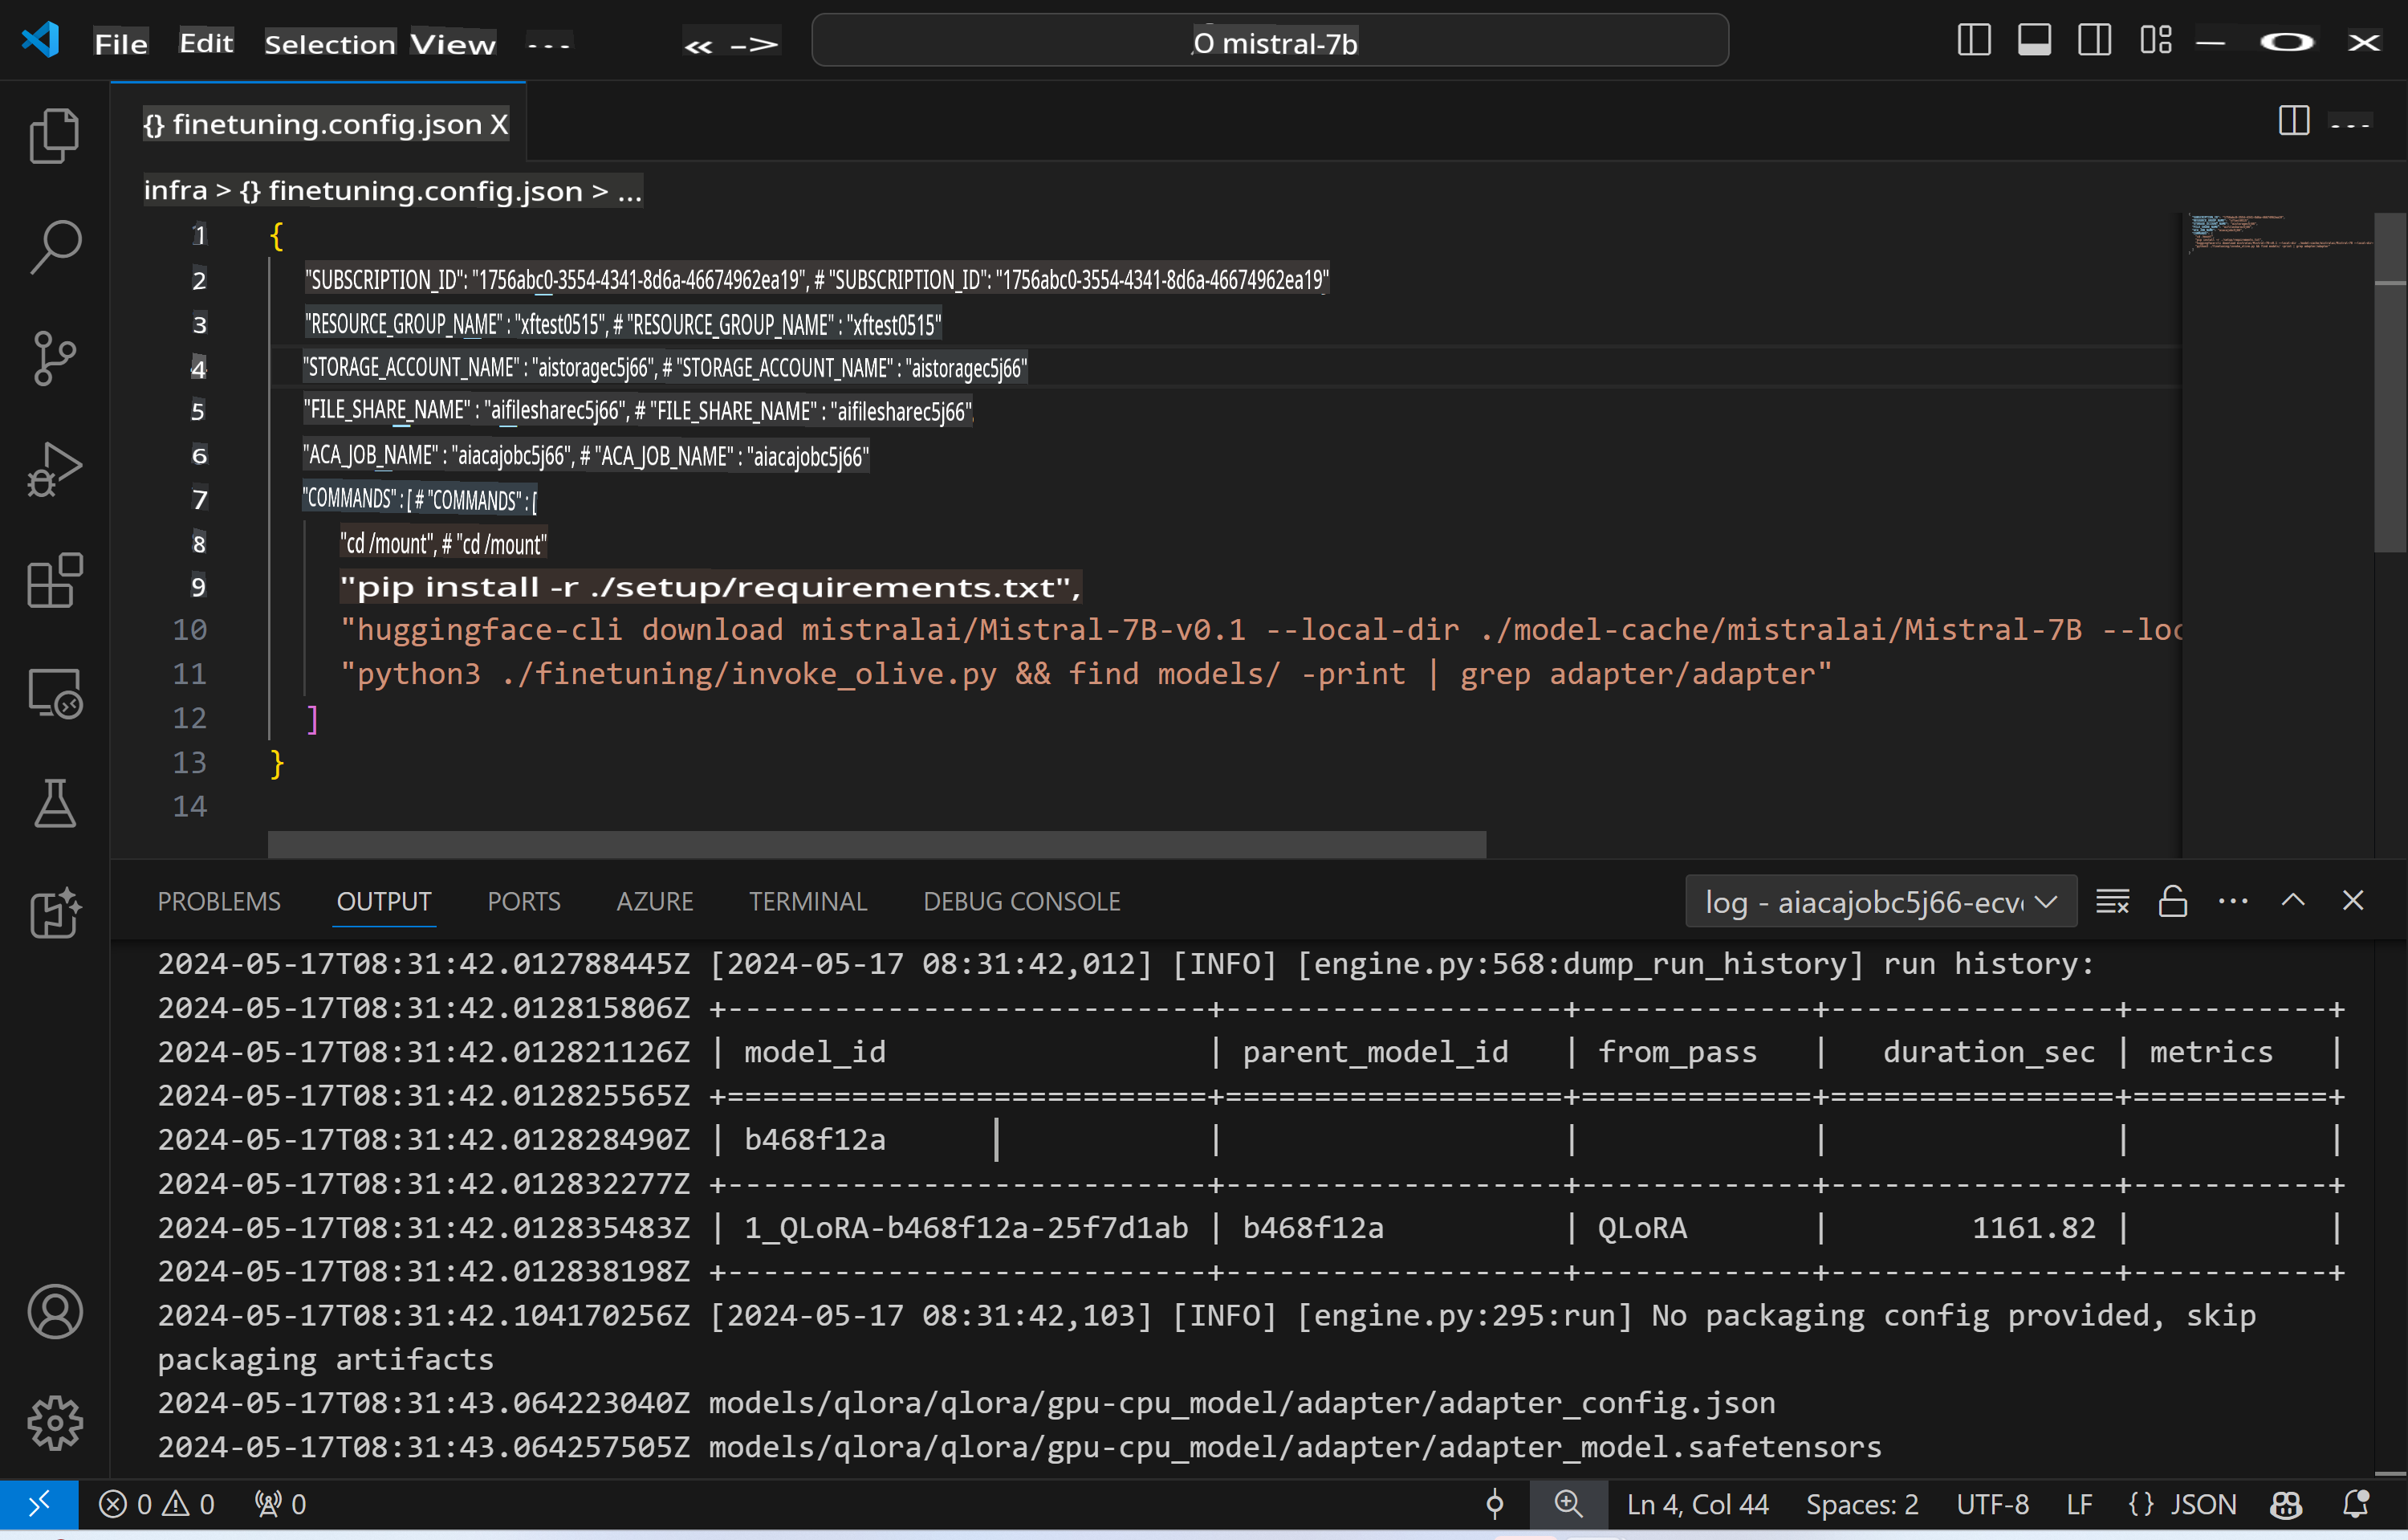 File Edit Selection View ... mistral-7b
{} finetuning.config.json X
infra > {} finetuning.config.json > ...
1 {
2 "SUBSCRIPTION_ID": "1756abc0-3554-4341-8d6a-46674962ea19", # "SUBSCRIPTION_ID": "1756abc0-3554-4341-8d6a-46674962ea19"
3 "RESOURCE_GROUP_NAME" : "xftest0515", # "RESOURCE_GROUP_NAME" : "xftest0515"
4 "STORAGE_ACCOUNT_NAME" : "aistoragec5j66", # "STORAGE_ACCOUNT_NAME" : "aistoragec5j66"
5 "FILE_SHARE_NAME" : "aifilesharec5j66", # "FILE_SHARE_NAME" : "aifilesharec5j66"
6 "ACA_JOB_NAME" : "aiacajobc5j66", # "ACA_JOB_NAME" : "aiacajobc5j66"
7 "COMMANDS" : [ # "COMMANDS" : [
8 "cd /mount", # "cd /mount"
9 "pip install -r ./setup/requirements.txt",
10 "huggingface-cli download mistralai/Mistral-7B-v0.1 --local-dir ./model-cache/mistralai/Mistral-7B --loc
11 "python3 ./finetuning/invoke_olive.py && find models/ -print | grep adapter/adapter"
12 ]
13 }
14
PROBLEMS OUTPUT PORTS AZURE TERMINAL DEBUG CONSOLE log - aiacajobc5j66-ecv
2024-05-17T08:31:42.012788445Z [2024-05-17 08:31:42,012] [INFO] [engine.py:568:dump_run_history] run history:
2024-05-17T08:31:42.012815806Z +---------------------------+-------------------+-------------+----------------+-----------+
2024-05-17T08:31:42.012821126Z | model_id | parent_model_id | from_pass | duration_sec | metrics |
2024-05-17T08:31:42.012825565Z +===========================+===================+=============+================+===========+
2024-05-17T08:31:42.012828490Z | b468f12a | | | | |
2024-05-17T08:31:42.012832277Z +---------------------------+-------------------+-------------+----------------+-----------+
2024-05-17T08:31:42.012835483Z | 1_QLoRA-b468f12a-25f7d1ab | b468f12a | QLoRA | 1161.82 | |
2024-05-17T08:31:42.012838198Z +---------------------------+-------------------+-------------+----------------+-----------+
2024-05-17T08:31:42.104170256Z [2024-05-17 08:31:42,103] [INFO] [engine.py:295:run] No packaging config provided, skip
packaging artifacts
2024-05-17T08:31:43.064223040Z models/qlora/qlora/gpu-cpu_model/adapter/adapter_config.json
2024-05-17T08:31:43.064257505Z models/qlora/qlora/gpu-cpu_model/adapter/adapter_model.safetensors
0 0 0 Ln 4, Col 44 Spaces: 2 UTF-8 LF {} JSON